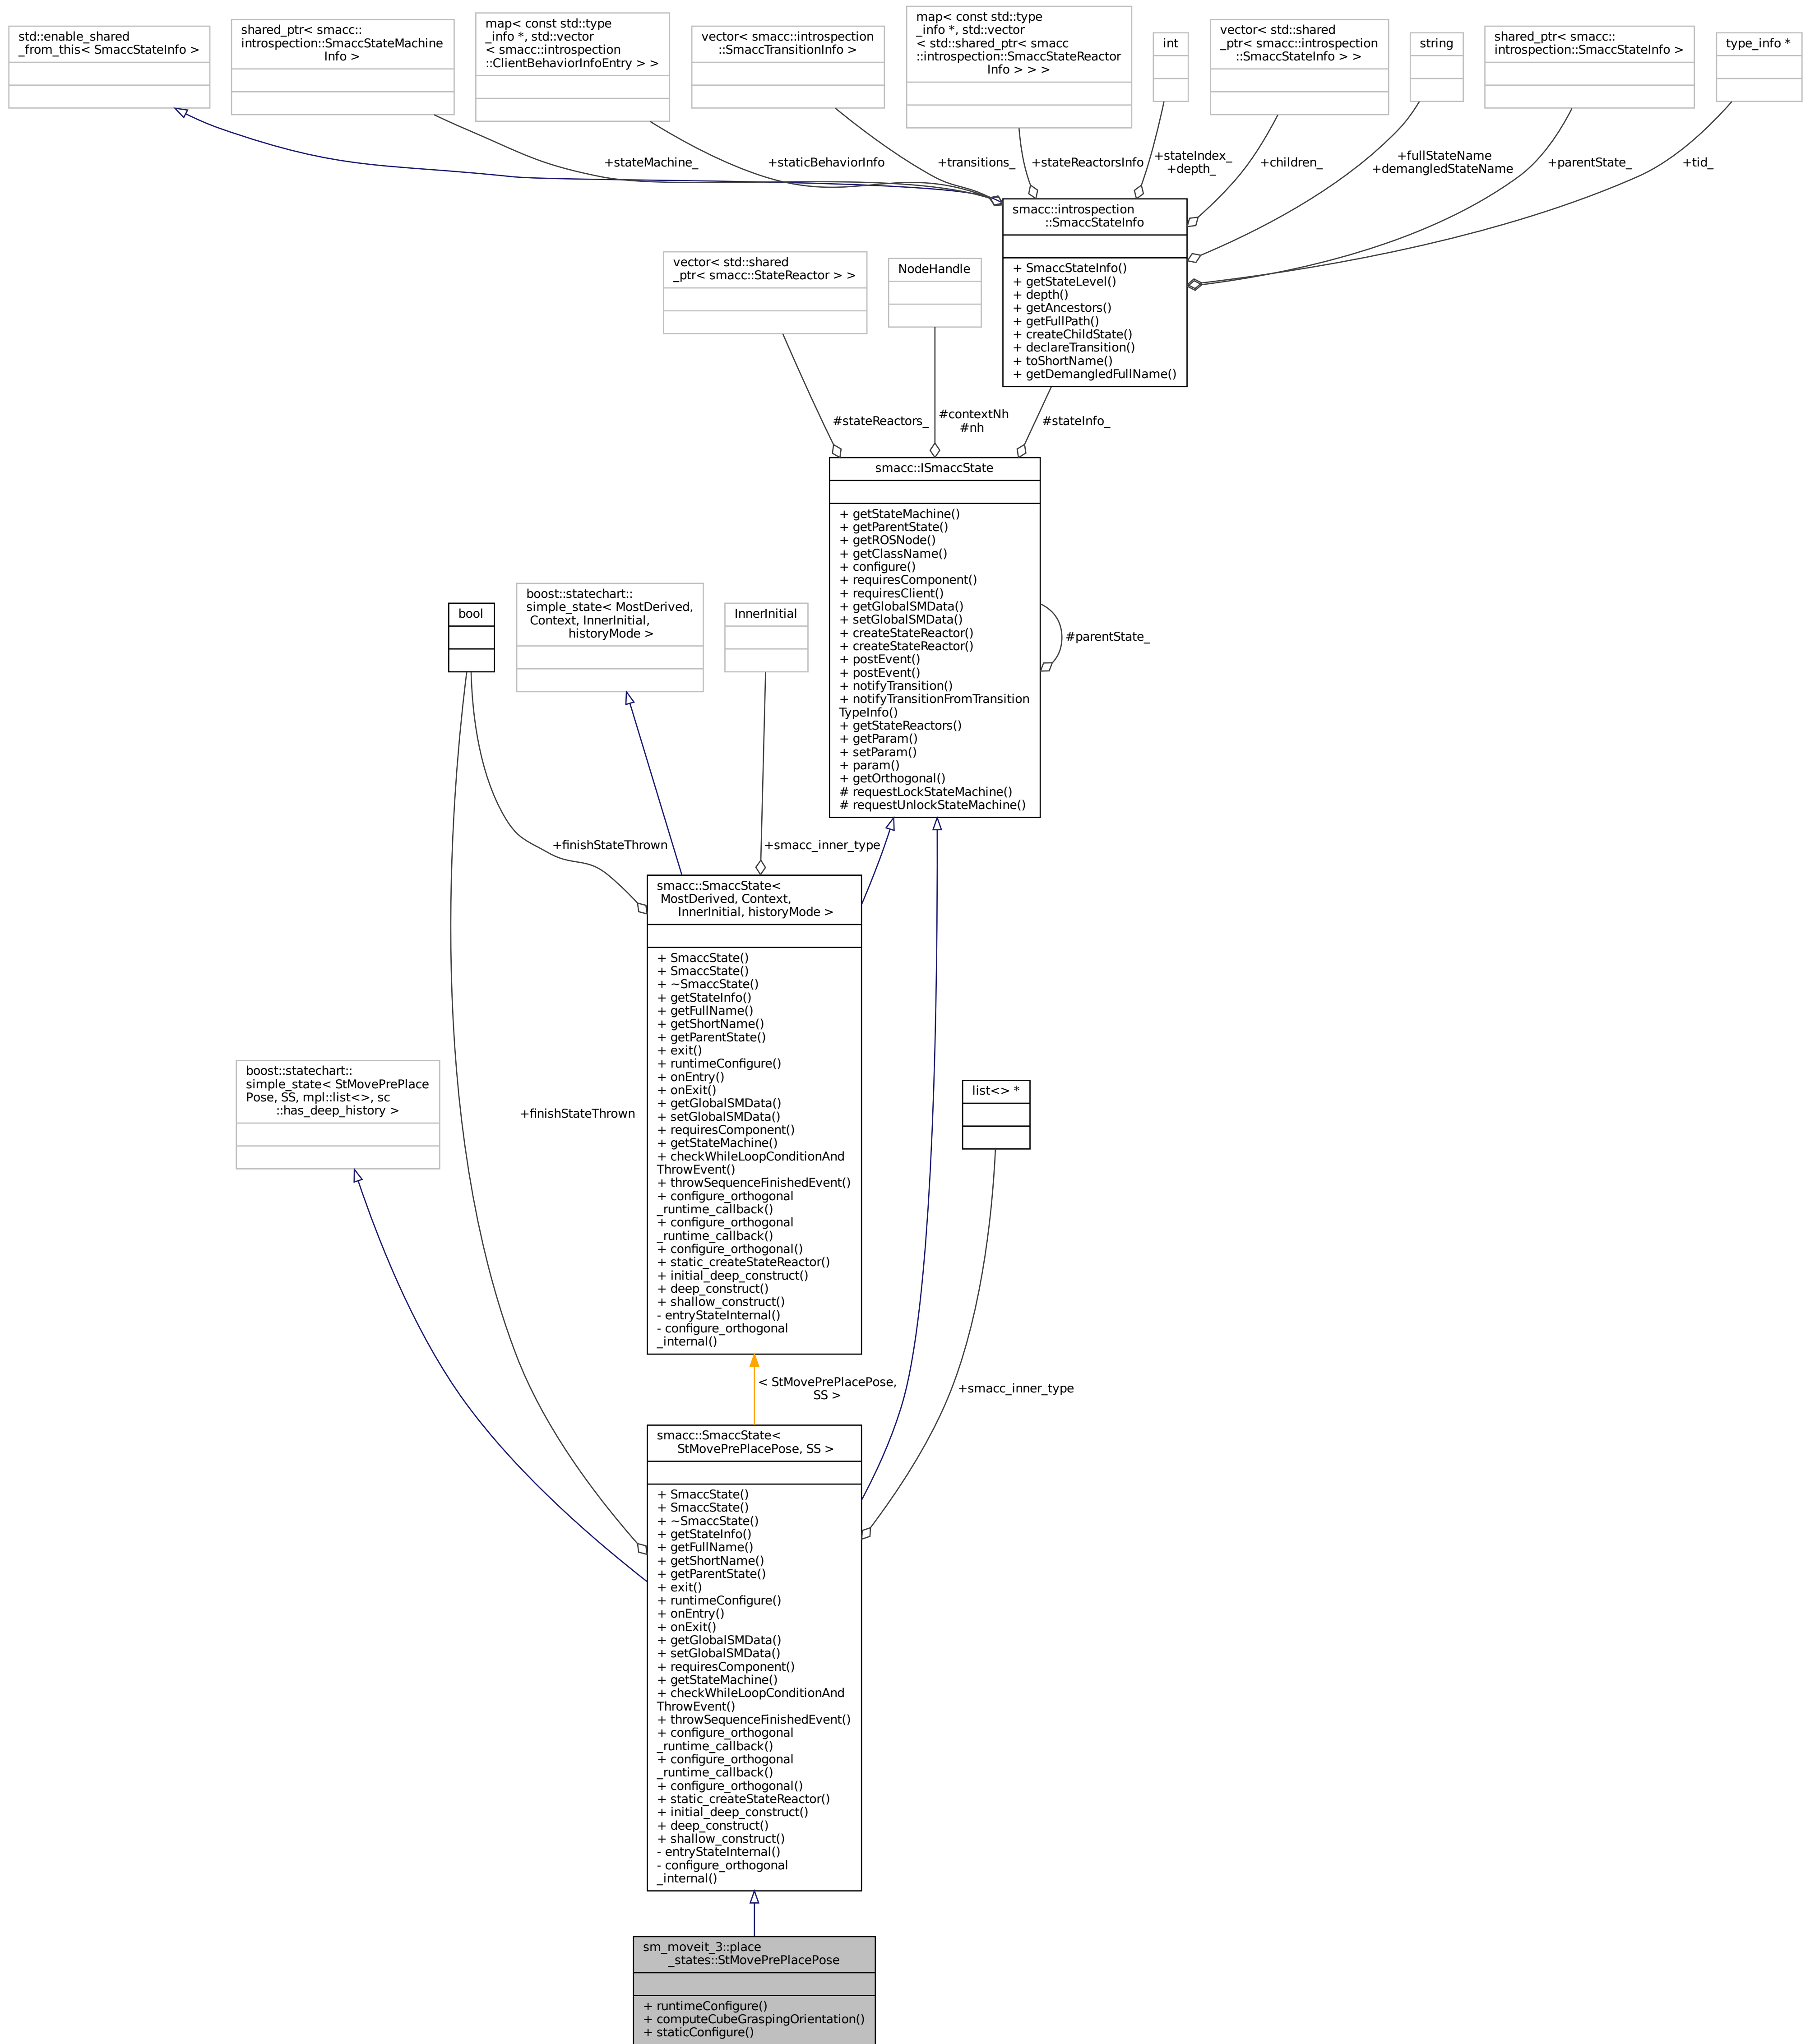 std::enable_shared
_from_this< SmaccStateInfo >
shared_ptr< smacc::
introspection::SmaccStateMachine
Info >
map< const std::type
_info *, std::vector
< smacc::introspection
::ClientBehaviorInfoEntry > >
vector< smacc::introspection
::SmaccTransitionInfo >
map< const std::type
_info *, std::vector
< std::shared_ptr< smacc
::introspection::SmaccStateReactor
Info > > >
int
vector< std::shared
_ptr< smacc::introspection
::SmaccStateInfo > >
string
shared_ptr< smacc::
introspection::SmaccStateInfo >
type_info *
+stateMachine_
+staticBehaviorInfo
+transitions_
+stateReactorsInfo
+stateIndex_
+depth_
+children_
+fullStateName
+demangledStateName
+parentState_
+tid_
smacc::introspection
::SmaccStateInfo
+ SmaccStateInfo()
+ getStateLevel()
+ depth()
+ getAncestors()
+ getFullPath()
+ createChildState()
+ declareTransition()
+ toShortName()
+ getDemangledFullName()
vector< std::shared
_ptr< smacc::StateReactor > >
NodeHandle
#stateReactors_
#contextNh
#nh
#stateInfo_
smacc::ISmaccState
+ getStateMachine()
+ getParentState()
+ getROSNode()
+ getClassName()
+ configure()
+ requiresComponent()
+ requiresClient()
+ getGlobalSMData()
+ setGlobalSMData()
+ createStateReactor()
+ createStateReactor()
+ postEvent()
+ postEvent()
+ notifyTransition()
+ notifyTransitionFromTransition
TypeInfo()
+ getStateReactors()
+ getParam()
+ setParam()
+ param()
+ getOrthogonal()
# requestLockStateMachine()
# requestUnlockStateMachine()
#parentState_
bool
boost::statechart::
simple_state< MostDerived,
Context, InnerInitial,
historyMode >
InnerInitial
+finishStateThrown
+smacc_inner_type
smacc::SmaccState<
MostDerived, Context,
InnerInitial, historyMode >
+ SmaccState()
+ SmaccState()
+ ~SmaccState()
+ getStateInfo()
+ getFullName()
+ getShortName()
+ getParentState()
+ exit()
+ runtimeConfigure()
+ onEntry()
+ onExit()
+ getGlobalSMData()
+ setGlobalSMData()
+ requiresComponent()
+ getStateMachine()
+ checkWhileLoopConditionAnd
ThrowEvent()
+ throwSequenceFinishedEvent()
+ configure_orthogonal
_runtime_callback()
+ configure_orthogonal
_runtime_callback()
+ configure_orthogonal()
+ static_createStateReactor()
+ initial_deep_construct()
+ deep_construct()
+ shallow_construct()
- entryStateInternal()
- configure_orthogonal
_internal()
boost::statechart::
simple_state< StMovePrePlace
Pose, SS, mpl::list<>, sc
::has_deep_history >
+finishStateThrown
list<> *
< StMovePrePlacePose,
SS >
+smacc_inner_type
smacc::SmaccState<
StMovePrePlacePose, SS >
+ SmaccState()
+ SmaccState()
+ ~SmaccState()
+ getStateInfo()
+ getFullName()
+ getShortName()
+ getParentState()
+ exit()
+ runtimeConfigure()
+ onEntry()
+ onExit()
+ getGlobalSMData()
+ setGlobalSMData()
+ requiresComponent()
+ getStateMachine()
+ checkWhileLoopConditionAnd
ThrowEvent()
+ throwSequenceFinishedEvent()
+ configure_orthogonal
_runtime_callback()
+ configure_orthogonal
_runtime_callback()
+ configure_orthogonal()
+ static_createStateReactor()
+ initial_deep_construct()
+ deep_construct()
+ shallow_construct()
- entryStateInternal()
- configure_orthogonal
_internal()
sm_moveit_3::place
_states::StMovePrePlacePose
+ runtimeConfigure()
+ computeCubeGraspingOrientation()
+ staticConfigure()